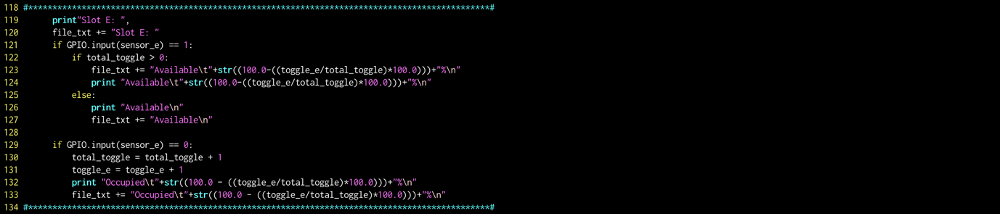 118 #***********************************************************************************************#
119       print"Slot E: ",
120       file_txt += "Slot E: "
121       if GPIO.input(sensor_e) == 1:
122           if total_toggle > 0:
123               file_txt += "Available\t"+str((100.0-((toggle_e/total_toggle)*100.0)))+"%\n"
124               print "Available\t"+str((100.0-((toggle_e/total_toggle)*100.0)))+"%\n"
125           else:
126               print "Available\n"
127               file_txt += "Available\n"
128
129       if GPIO.input(sensor_e) == 0:
130           total_toggle = total_toggle + 1
131           toggle_e = toggle_e + 1
132           print "Occupied\t"+str((100.0 - ((toggle_e/total_toggle)*100.0)))+"%\n"
133           file_txt += "Occupied\t"+str((100.0 - ((toggle_e/total_toggle)*100.0)))+"%\n"
134 #***********************************************************************************************#